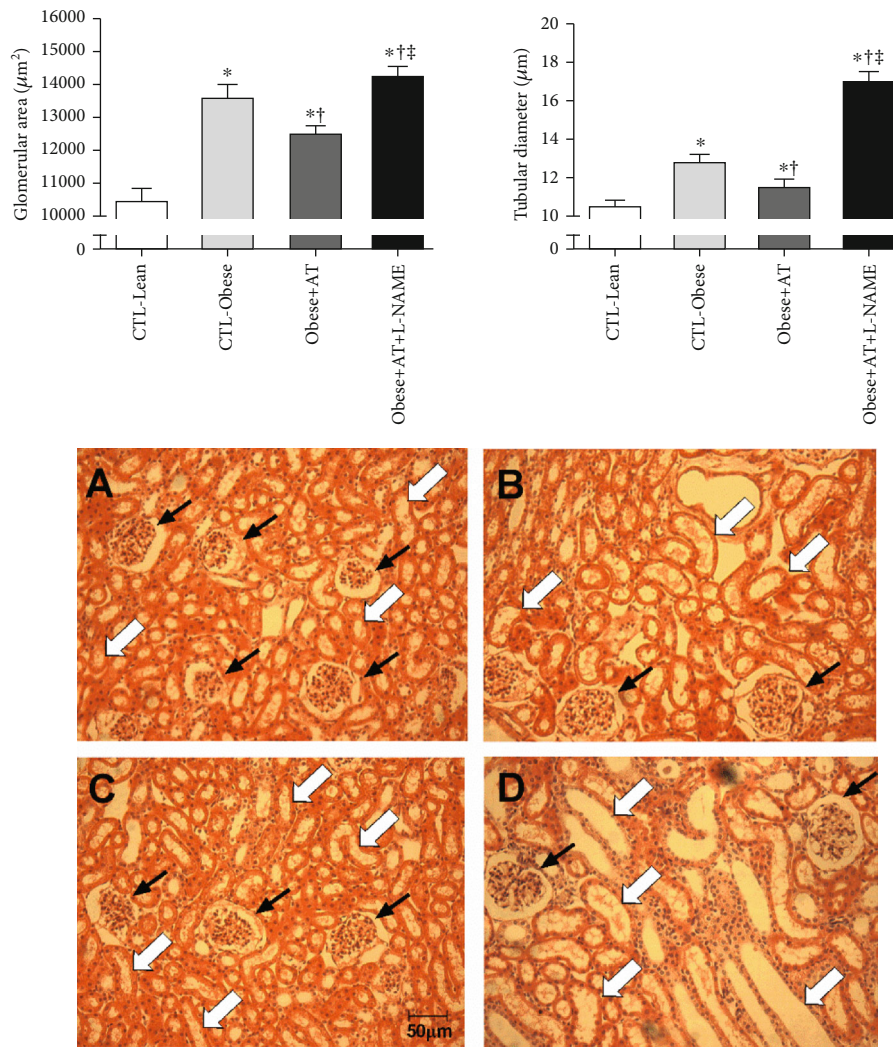 Glomerular area (μm²)
16000
15000
14000
13000
12000
11000
10000
0
*
*†
*†‡
CTL-Lean
CTL-Obese
Obese+AT
Obese+AT+L-NAME
Tubular diameter (μm)
20
18
16
14
12
10
0
*
*†
*†‡
CTL-Lean
CTL-Obese
Obese+AT
Obese+AT+L-NAME
A
B
C
50μm
D